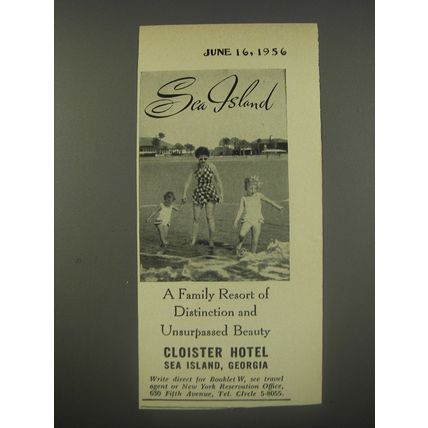 JUNE 16, 1956
Sea Island
A Family Resort of
Distinction and
Unsurpassed Beauty
CLOISTER HOTEL
SEA ISLAND, GEORGIA
Write direct for Booklet W, see travel
agent or New York Reservation Office,
630 Fifth Avenue, Tel. CIrcle 5-8055.